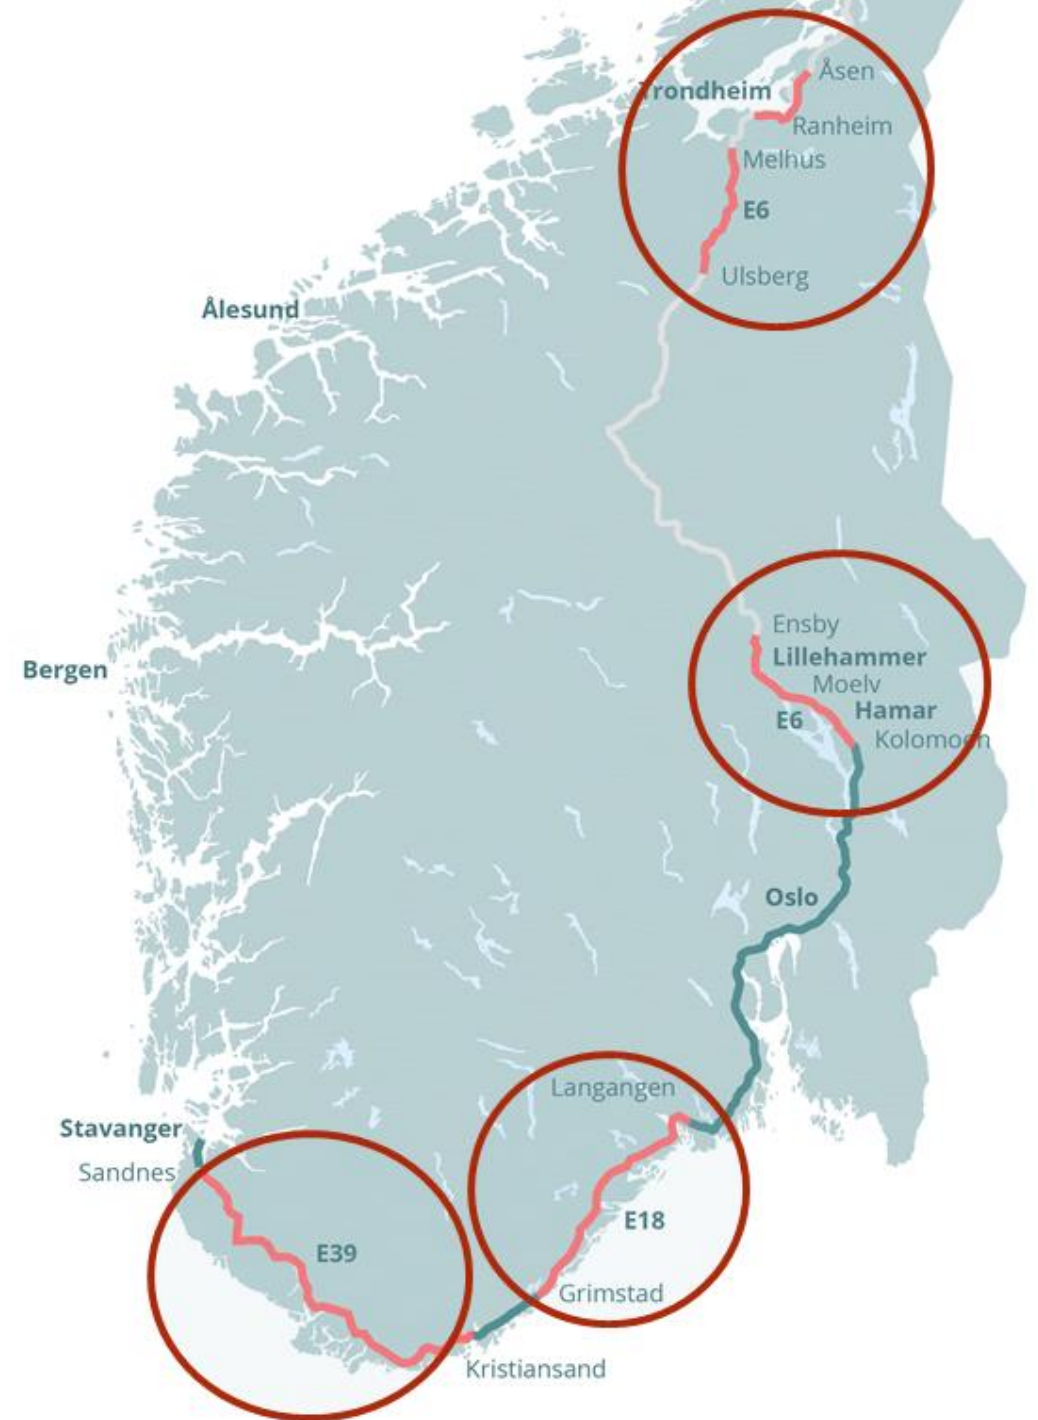 Åsen
Trondheim
Ranheim
Melhus
E6
Ulsberg
Ålesund
Ensby
Lillehammer
Moelv
Hamar
E6
Kolomoen
Bergen
Oslo
Langangen
Stavanger
Sandnes
E18
E39
Grimstad
Kristiansand